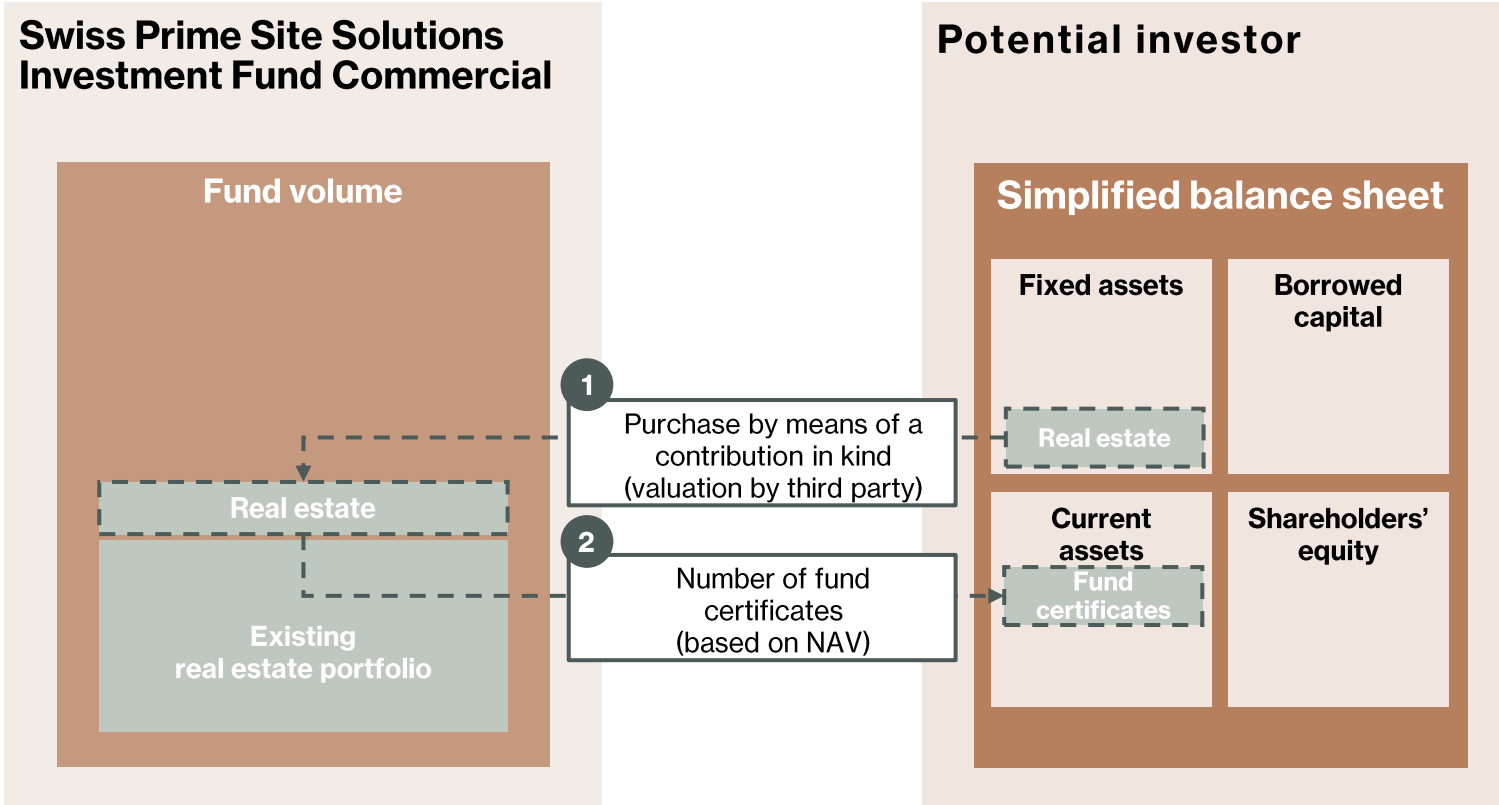 Swiss Prime Site Solutions
Investment Fund Commercial
Fund volume
Real estate
Existing
real estate portfolio
1
Purchase by means of a
contribution in kind
(valuation by third party)
2
Number of fund
certificates
(based on NAV)
Potential investor
Simplified balance sheet
Fixed assets
Real estate
Borrowed
capital
Current
assets
Fund
certificates
Shareholders’
equity